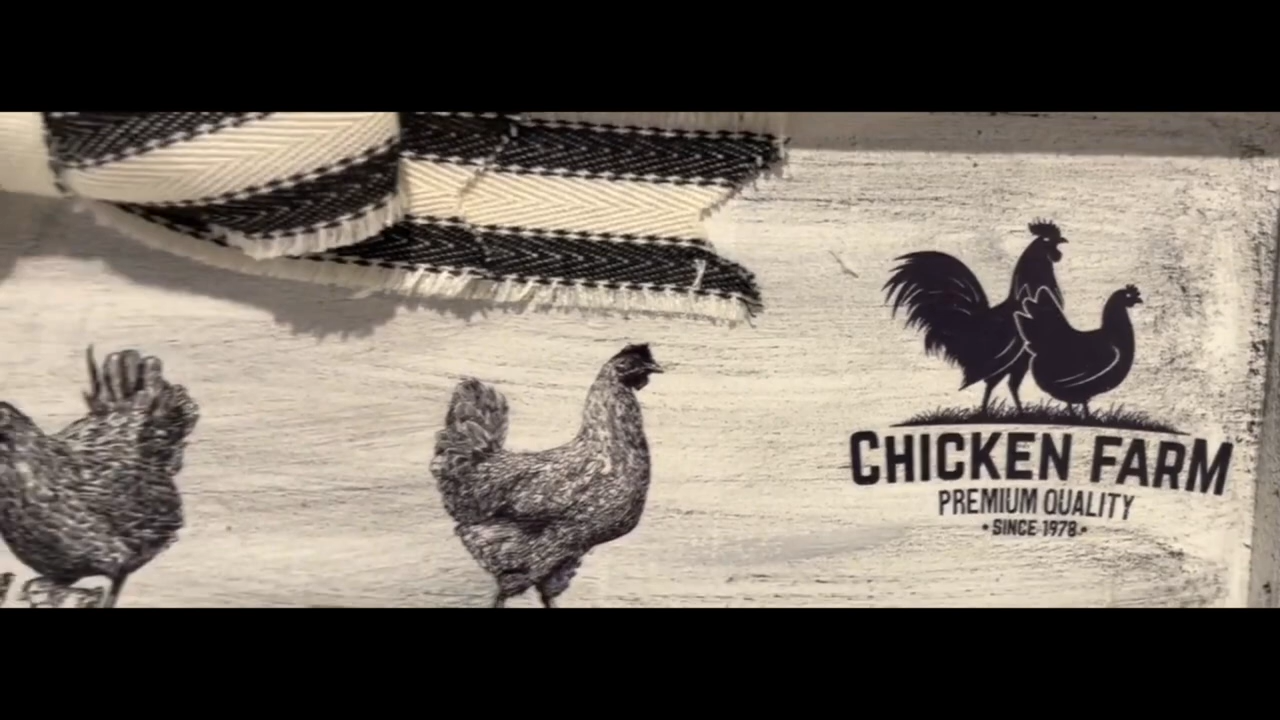 CHICKEN FARM
PREMIUM QUALITY
• SINCE 1978 •